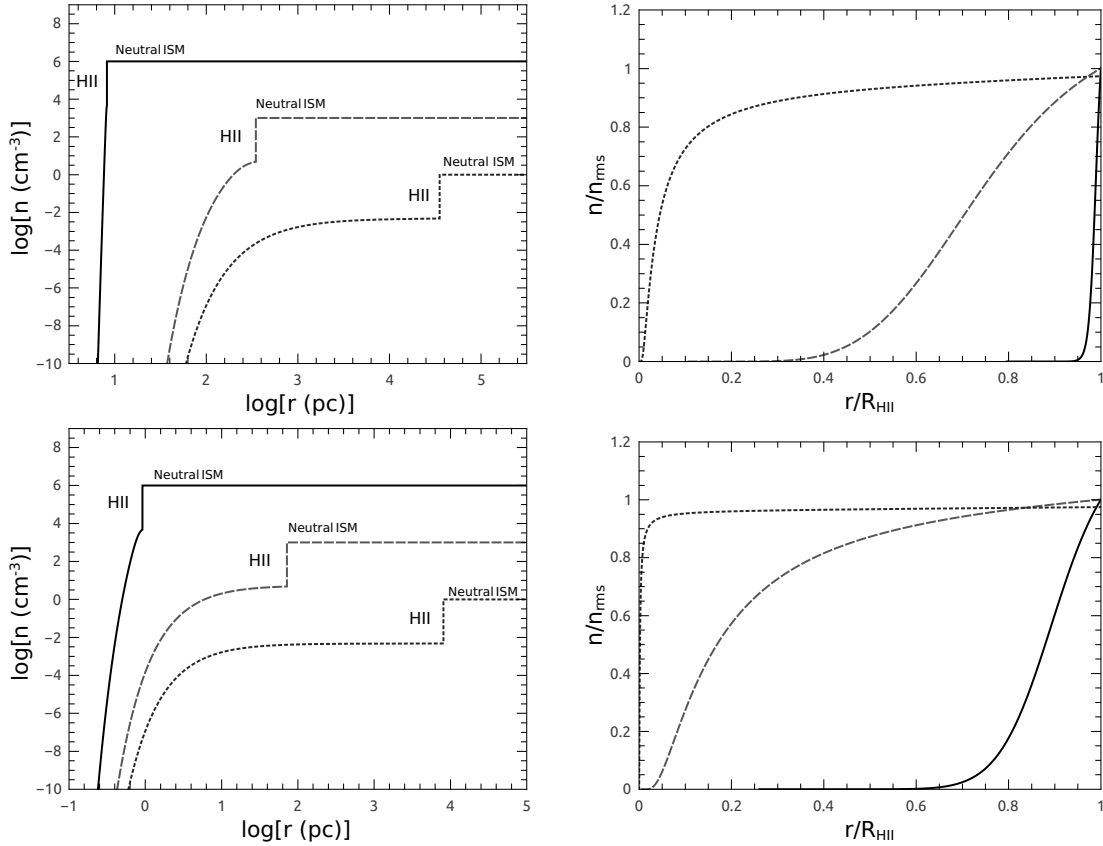 8
6
4
2
0
−2
−4
−6
−8
−10
log[n (cm-3)]
Neutral ISM
HII
Neutral ISM
HII
Neutral ISM
HII
1 2 3 4 5
log[r (pc)]
1.2
1
0.8
0.6
0.4
0.2
0
n/nrms
0 0.2 0.4 0.6 0.8 1
r/RHII
8
6
4
2
0
−2
−4
−6
−8
−10
log[n (cm-3)]
Neutral ISM
HII
Neutral ISM
HII
Neutral ISM
HII
−1 0 1 2 3 4 5
log[r (pc)]
1.2
1
0.8
0.6
0.4
0.2
0
n/nrms
0 0.2 0.4 0.6 0.8 1
r/RHII